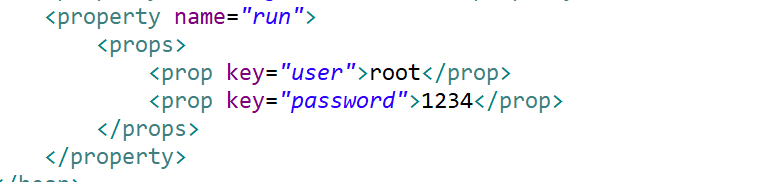 <property name="run">
<props>
<prop key="user">root</prop>
<prop key="password">1234</prop>
</props>
</property>